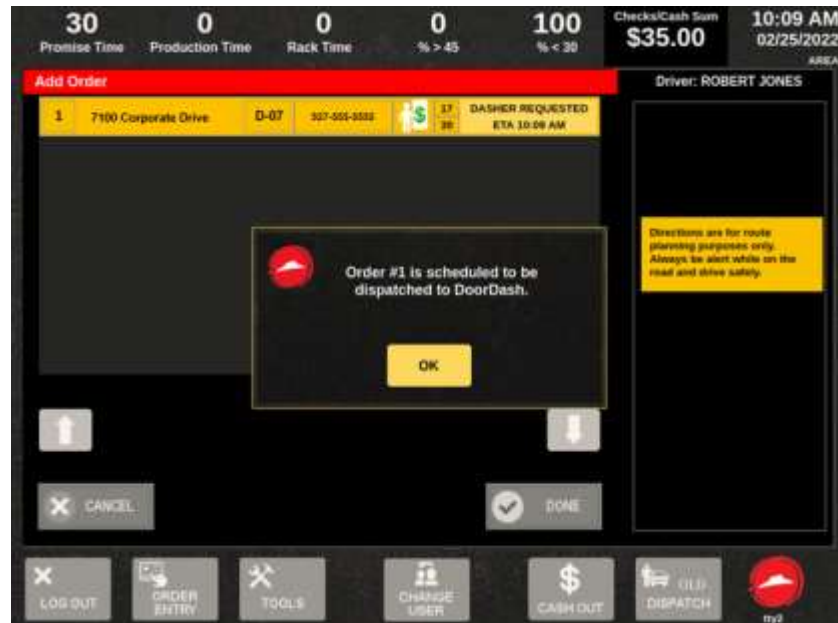 30
Promise Time
0
Production Time
0
Rack Time
0
% > 45
100
% < 30
Checks/Cash Sum
$35.00
10:09 AM
02/25/2022
AREA
Add Order
Driver: ROBERT JONES
1
7100 Corporate Drive
D-07
$
17
DASHER REQUESTED
ETA 10:08 AM
Directions are for route
planning purposes only.
Always be alert while on the
road and drive safely.
Order #1 is scheduled to be
dispatched to DoorDash.
OK
CANCEL
DONE
LOG OUT
ORDER
ENTRY
TOOLS
CHANGE
USER
$
CASH OUT
OLD
DISPATCH
tty2